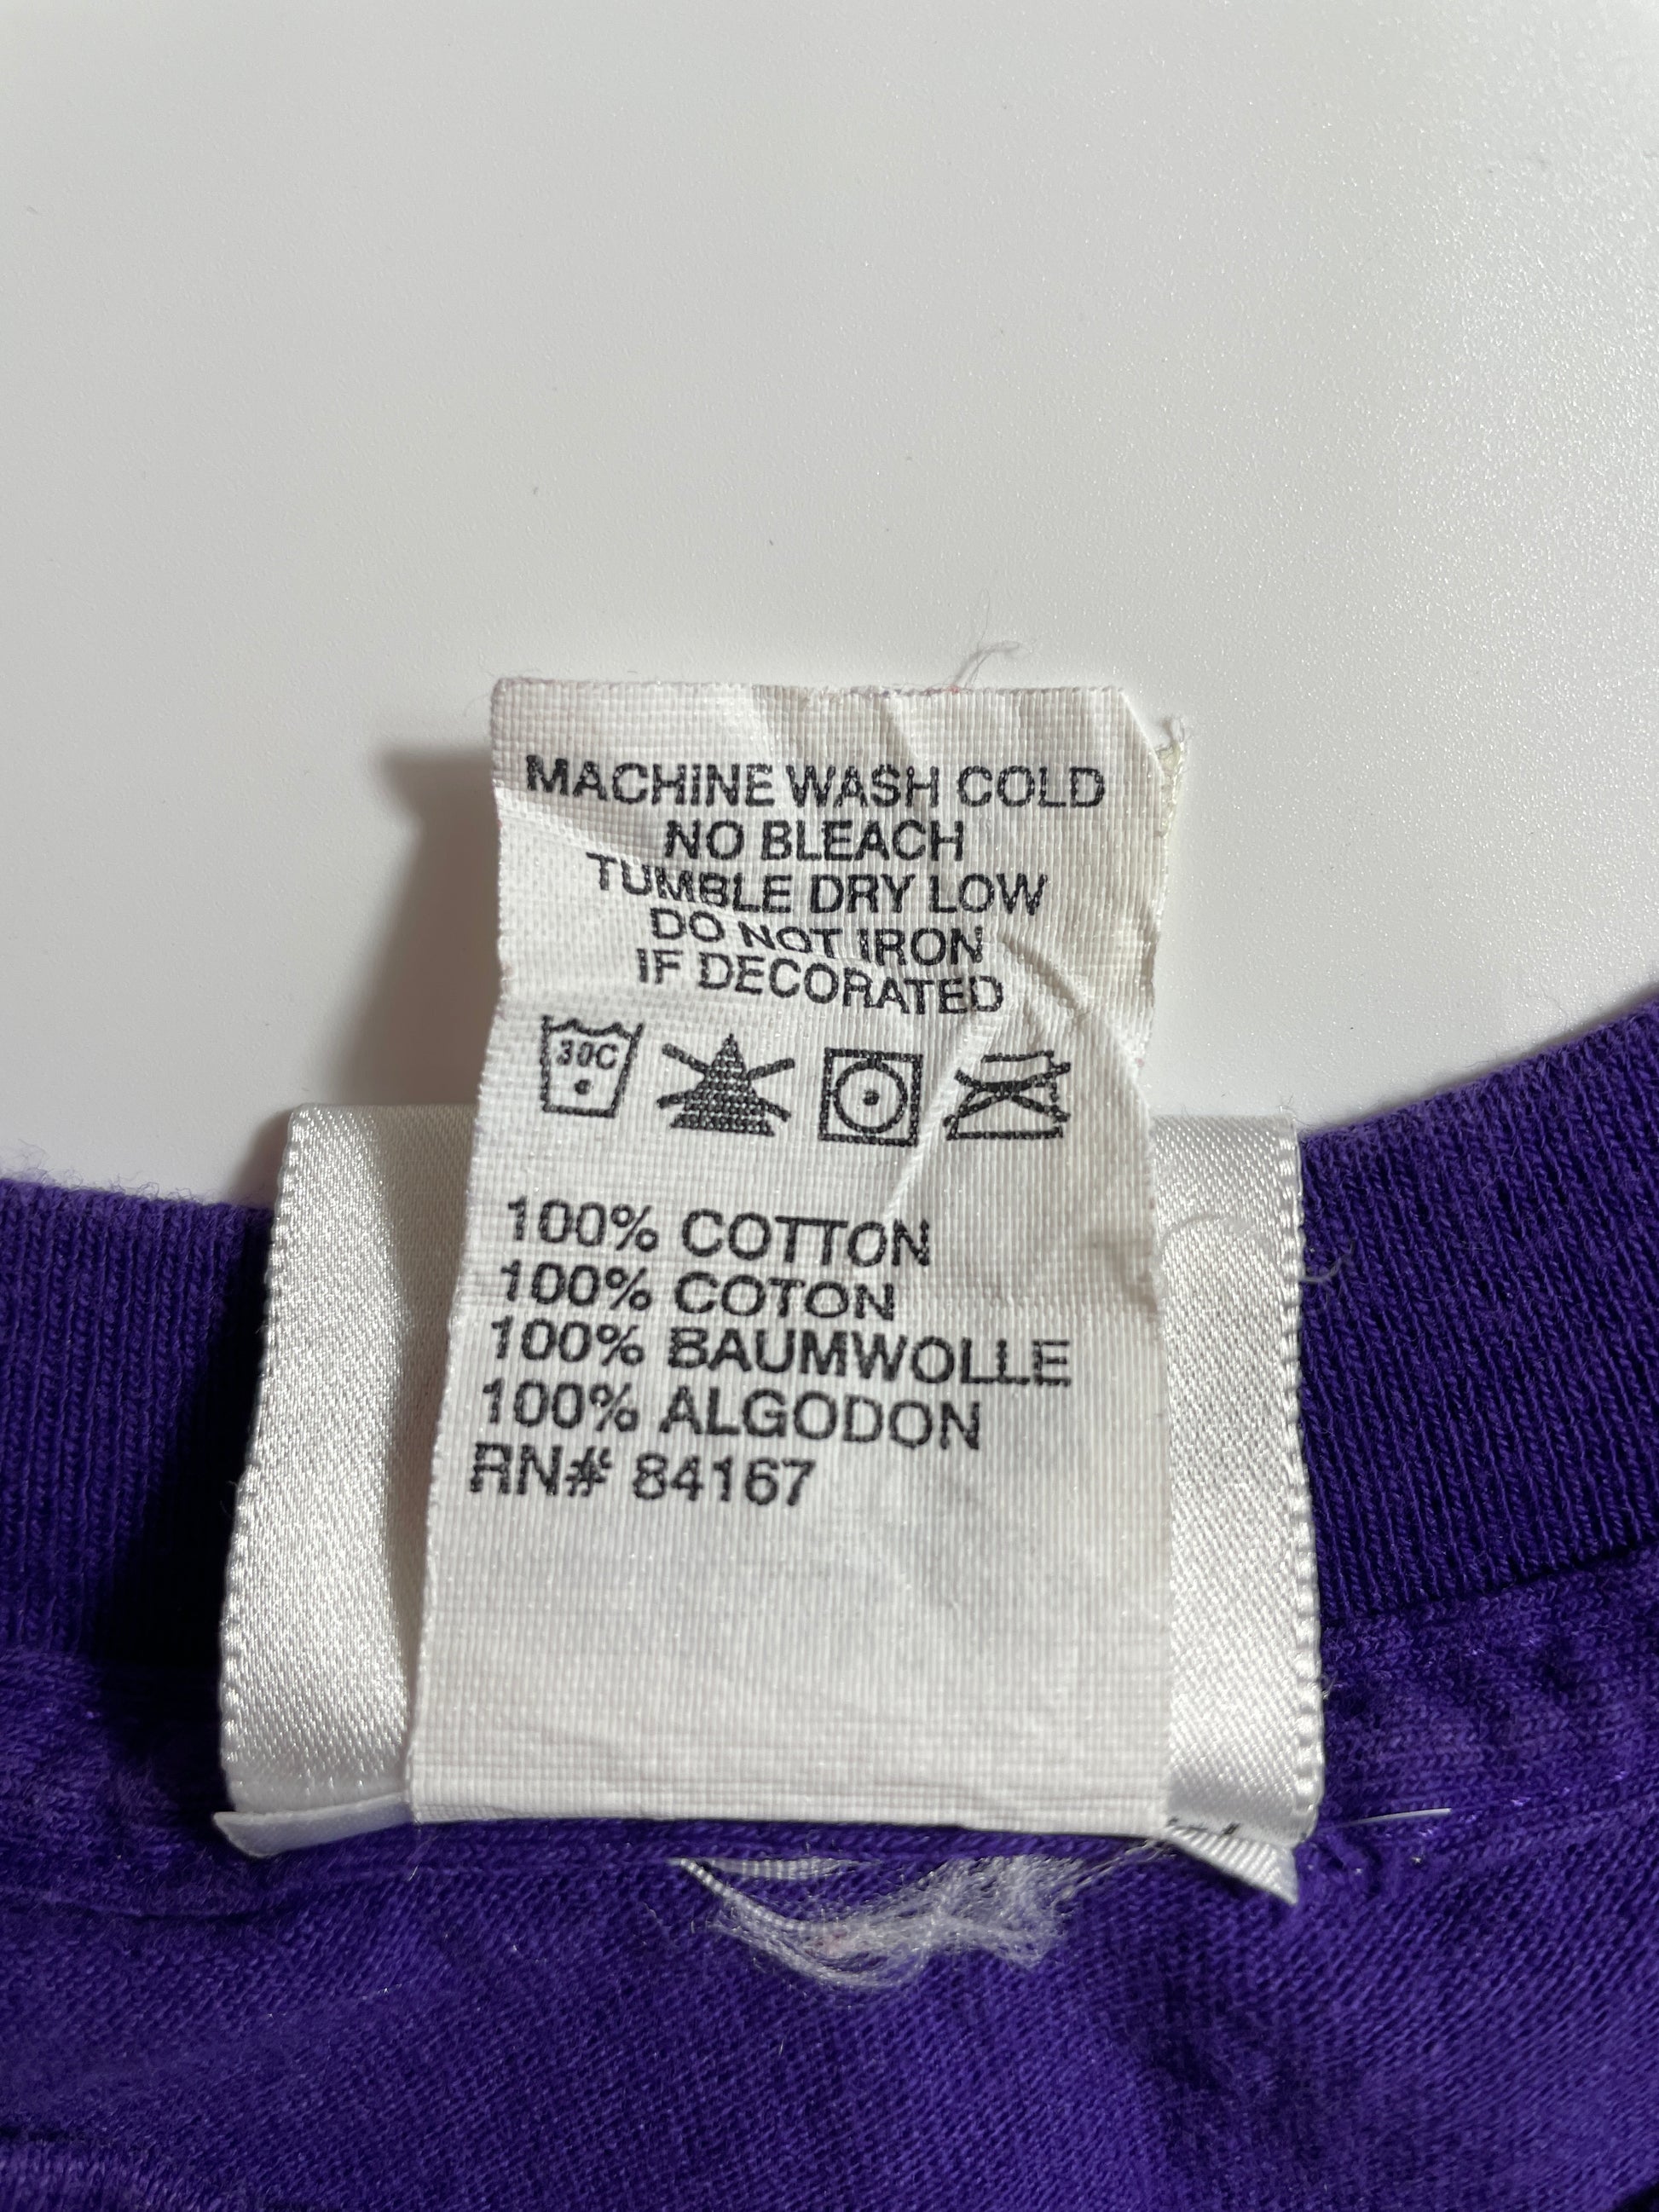 MACHINE WASH COLD
NO BLEACH
TUMBLE DRY LOW
DO NOT IRON
IF DECORATED
30C
100% COTTON
100% COTON
100% BAUMWOLLE
100% ALGODON
RN# 84167